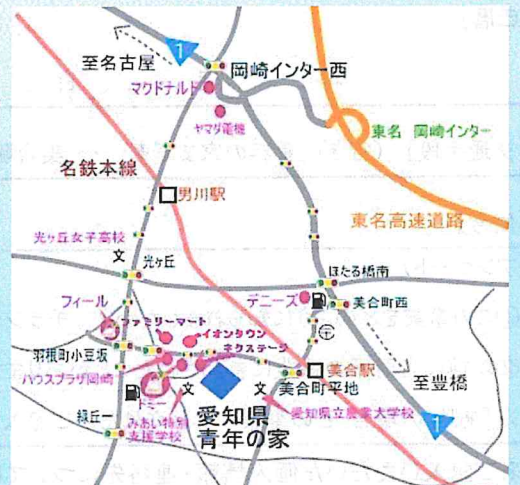 1
至名古屋
岡崎インター西
マクドナルド
ヤマダ電機
東名 岡崎インター
名鉄本線
男川駅
東名高速道路
光ヶ丘女子高校
文
光ヶ丘
ほたる橋南
デニーズ
美合町西
フィール
ファミリーマート
イオンタウン
ネクステージ
羽根町小豆坂
ハウスプラザ岡崎
美合駅
美合町平地
至豊橋
ドミー
文
文
みあい特別
支援学校
愛知県
青年の家
愛知県立農業大学校
緑丘一
1